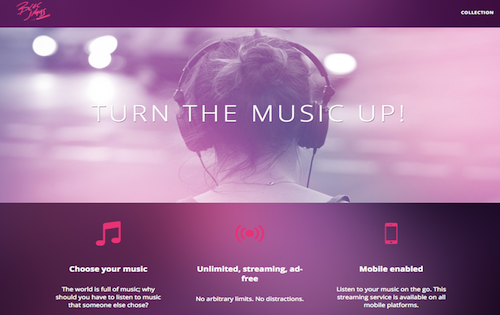 COLLECTION
TURN THE MUSIC UP!
Choose your music
The world is full of music; why
should you have to listen to music
that someone else chose?
Unlimited, streaming, ad-
free
No arbitrary limits. No distractions.
Mobile enabled
Listen to your music on the go. This
streaming service is available on all
mobile platforms.